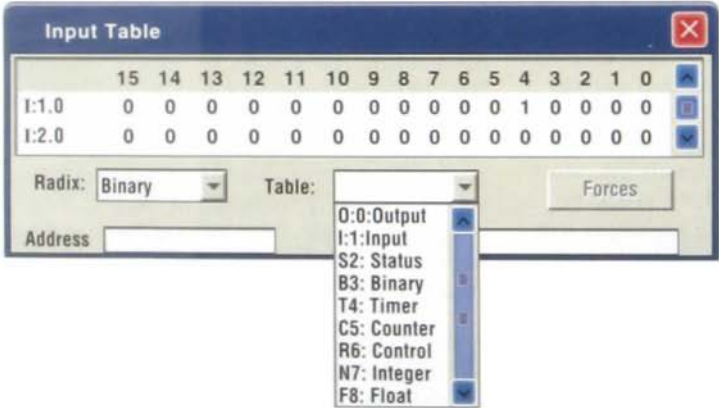 Input Table
15 14 13 12 11 10 9 8 7 6 5 4 3 2 1 0
I:1.0 0 0 0 0 0 0 0 0 0 0 0 1 0 0 0 0
I:2.0 0 0 0 0 0 0 0 0 0 0 0 0 0 0 0 0
Radix: Binary Table: Forces
Address
O:0:Output
I:1:Input
S2: Status
B3: Binary
T4: Timer
C5: Counter
R6: Control
N7: Integer
F8: Float